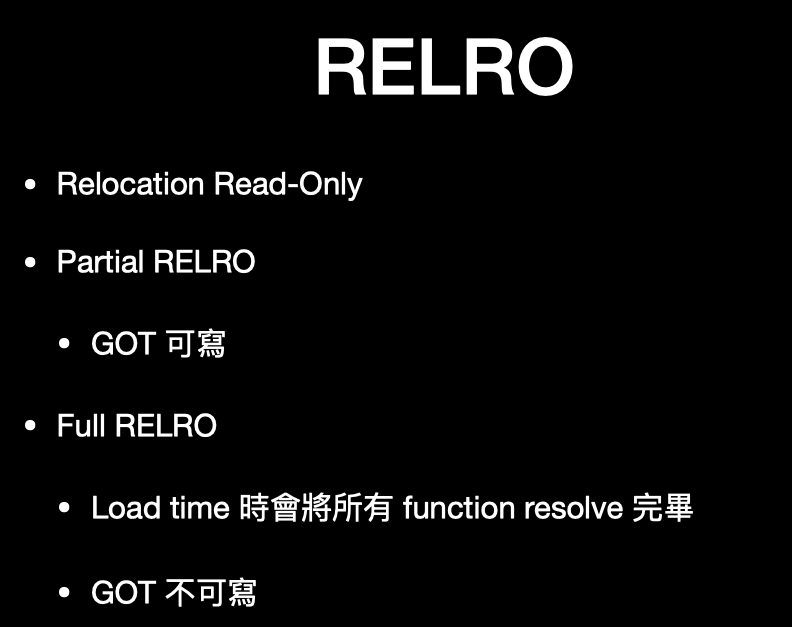 RELRO
• Relocation Read-Only
• Partial RELRO
• GOT 可寫
• Full RELRO
• Load time 時會將所有 function resolve 完畢
• GOT 不可寫